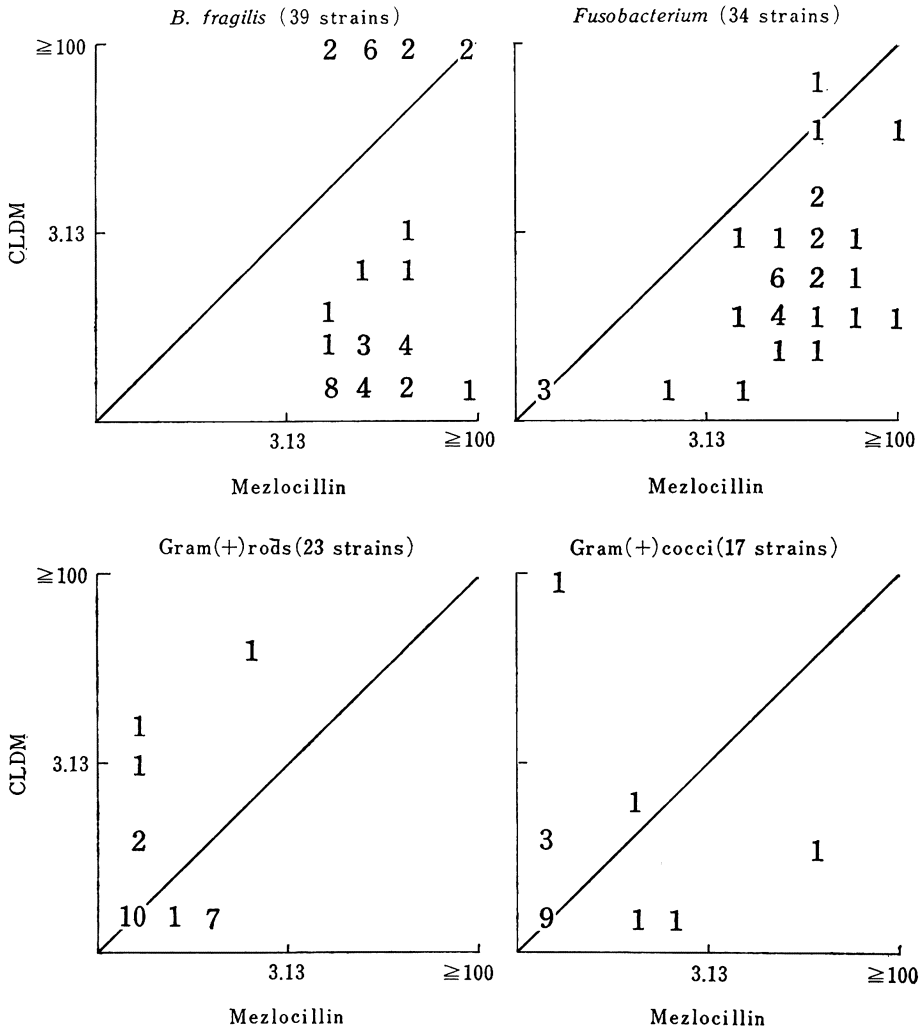 B. fragilis (39 strains)
≧100
2 6 2 2
CLDM
3.13
1
1 1
1
1 3 4
8 4 2 1
3.13
≧100
Mezlocillin
Fusobacterium (34 strains)
1
1 1
2
1 1 2 1
6 2 1
1 4 1 1 1
1 1
3 1 1
3.13
≧100
Mezlocillin
Gram(+)rods(23 strains)
≧100
1
1
CLDM
3.13
1
2
10 1 7
3.13
≧100
Mezlocillin
Gram(+)cocci(17 strains)
1
1
3
1
9 1 1
3.13
≧100
Mezlocillin